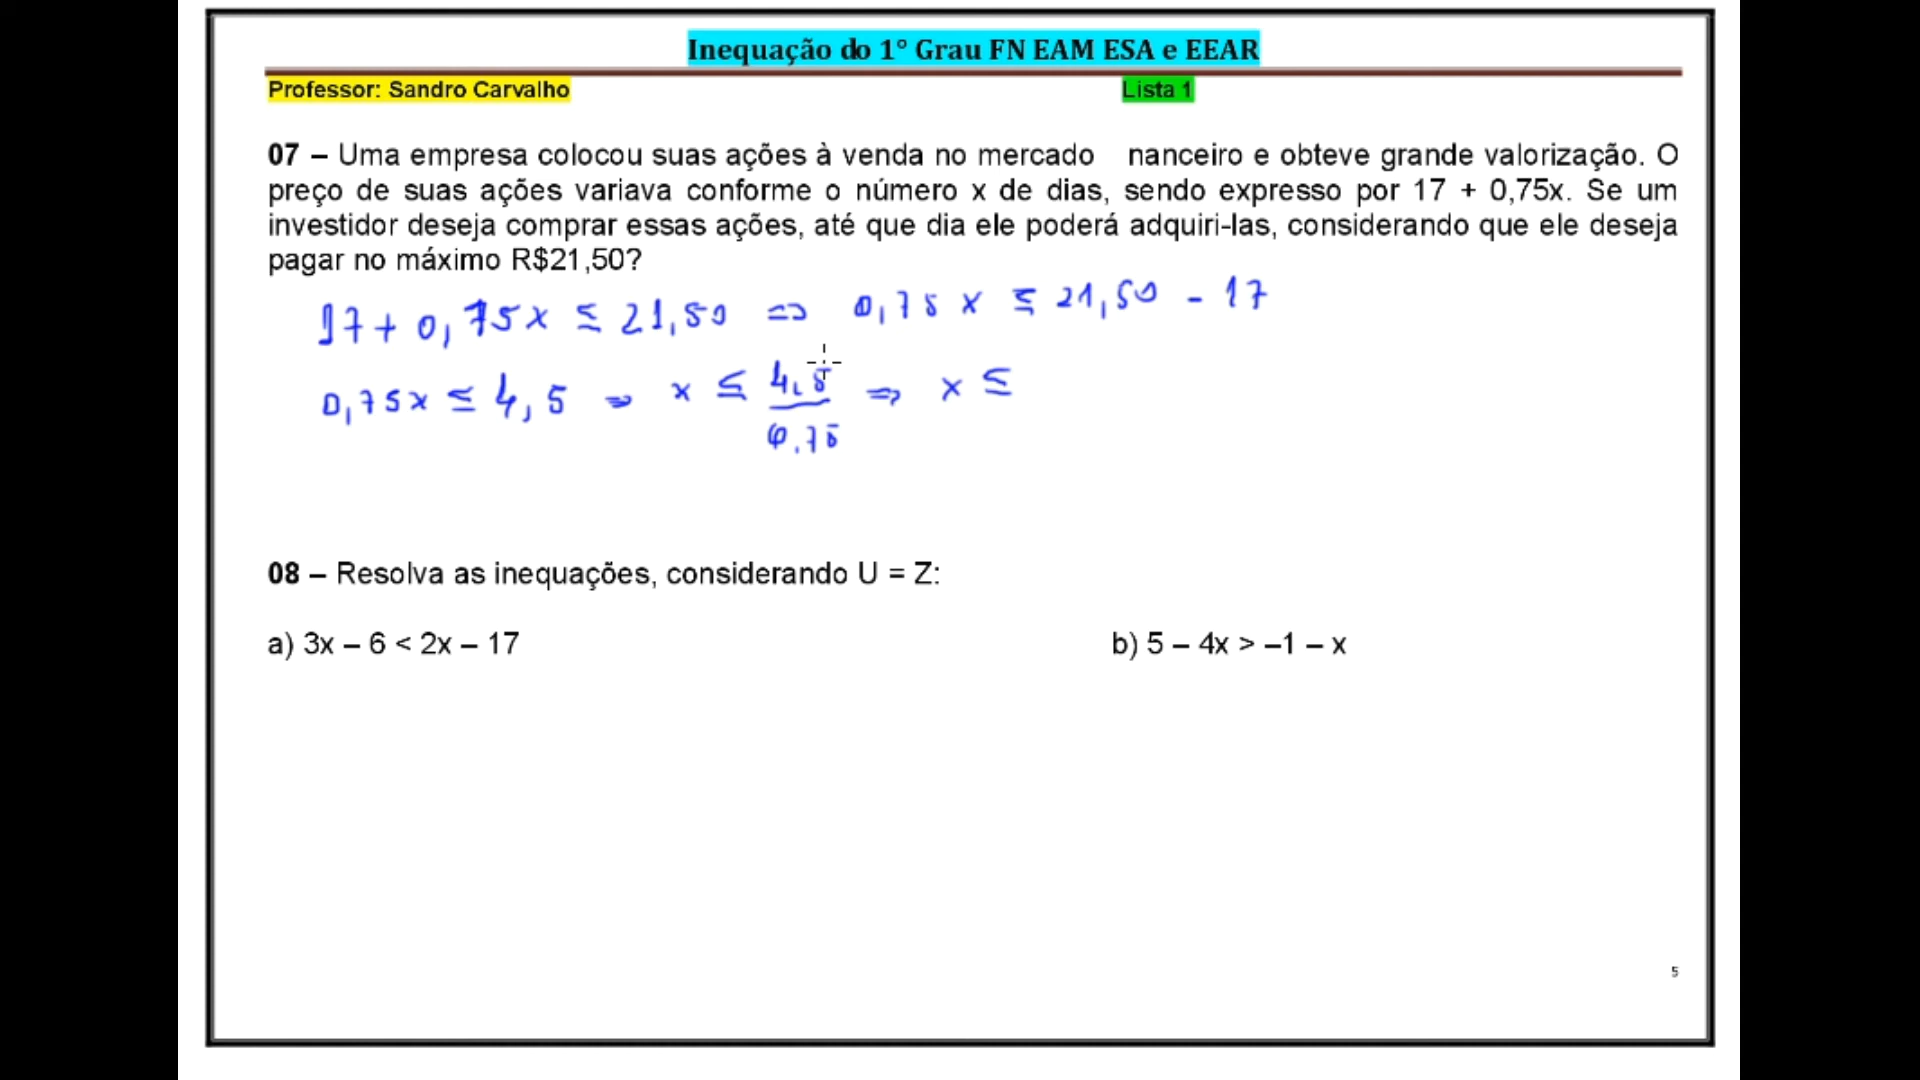 Inequação do 1° Grau FN EAM ESA e EEAR
Professor: Sandro Carvalho Lista 1
07 – Uma empresa colocou suas ações à venda no mercado nanceiro e obteve grande valorização. O
preço de suas ações variava conforme o número x de dias, sendo expresso por 17 + 0,75x. Se um
investidor deseja comprar essas ações, até que dia ele poderá adquiri-las, considerando que ele deseja
pagar no máximo R$21,50?
17 + 0,75x ≤ 21,50 ⇒ 0,75x ≤ 21,50 - 17
0,75x ≤ 4,5 ⇒ x ≤ 4,5/0,75 ⇒ x ≤
08 – Resolva as inequações, considerando U = Z:
a) 3x – 6 < 2x – 17 b) 5 – 4x > –1 – x
5